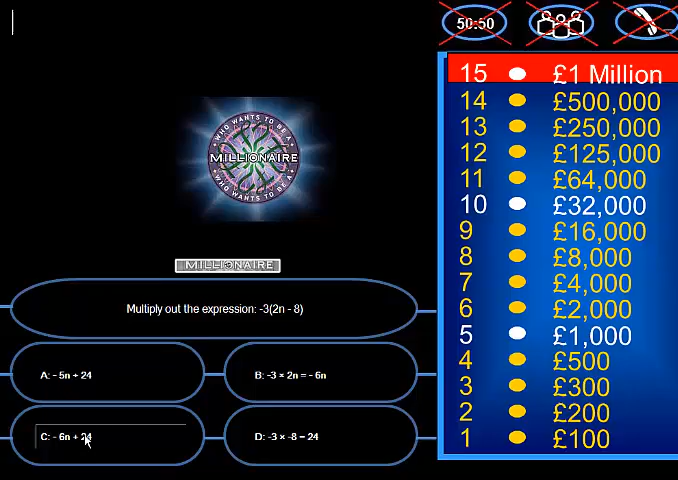 50:50
15 £1 Million
14 £500,000
13 £250,000
12 £125,000
11 £64,000
10 £32,000
9 £16,000
8 £8,000
7 £4,000
6 £2,000
5 £1,000
4 £500
3 £300
2 £200
1 £100
WHO WANTS TO BE A
MILLIONAIRE
WHO WANTS TO BE A
MILLIONAIRE
Multiply out the expression: -3(2n - 8)
A: - 5n + 24
B: -3 × 2n = - 6n
C: - 6n + 24
D: -3 × -8 = 24